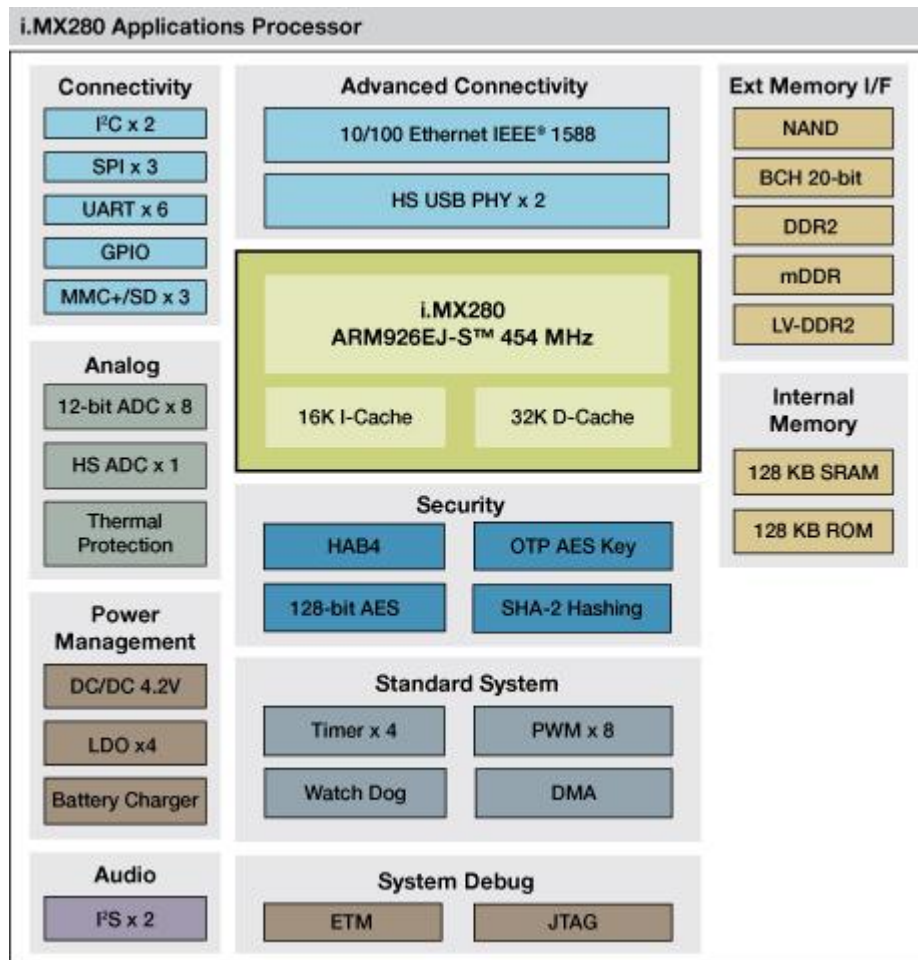 i.MX280 Applications Processor
Connectivity
I²C x 2
SPI x 3
UART x 6
GPIO
MMC+/SD x 3
Analog
12-bit ADC x 8
HS ADC x 1
Thermal
Protection
Power
Management
DC/DC 4.2V
LDO x4
Battery Charger
Audio
I²S x 2
Advanced Connectivity
10/100 Ethernet IEEE® 1588
HS USB PHY x 2
i.MX280
ARM926EJ-S™ 454 MHz
16K I-Cache
32K D-Cache
Security
HAB4
OTP AES Key
128-bit AES
SHA-2 Hashing
Standard System
Timer x 4
PWM x 8
Watch Dog
DMA
System Debug
ETM
JTAG
Ext Memory I/F
NAND
BCH 20-bit
DDR2
mDDR
LV-DDR2
Internal
Memory
128 KB SRAM
128 KB ROM